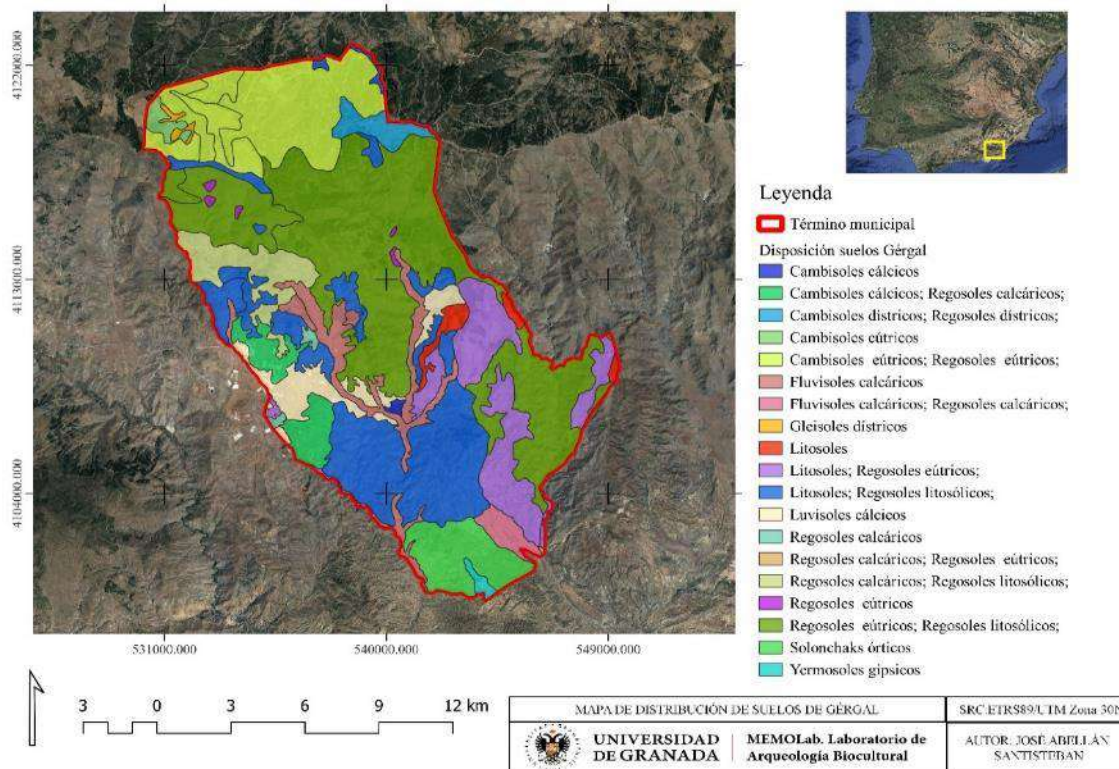 4122000.000
4113000.000
4104000.000
531000.000
540000.000
549000.000
Leyenda
Término municipal
Disposición suelos Gérgal
Cambisoles cálcicos
Cambisoles cálcicos; Regosoles calcáricos;
Cambisoles dístricos; Regosoles dístricos;
Cambisoles eútricos
Cambisoles eútricos; Regosoles eútricos;
Fluvisoles calcáricos
Fluvisoles calcáricos; Regosoles calcáricos;
Gleisoles dístricos
Litosoles
Litosoles; Regosoles eútricos;
Litosoles; Regosoles litosólicos;
Luvisoles cálcicos
Regosoles calcáricos
Regosoles calcáricos; Regosoles eútricos;
Regosoles calcáricos; Regosoles litosólicos;
Regosoles eútricos
Regosoles eútricos; Regosoles litosólicos;
Solonchaks órticos
Yermosoles gípsicos
3 0 3 6 9 12 km
MAPA DE DISTRIBUCIÓN DE SUELOS DE GÉRGAL
SRC:ETRS89/UTM Zona 30N
UNIVERSIDAD
DE GRANADA
MEMOLab. Laboratorio de
Arqueología Biocultural
AUTOR: JOSÉ ABELLÁN
SANTISTEBAN